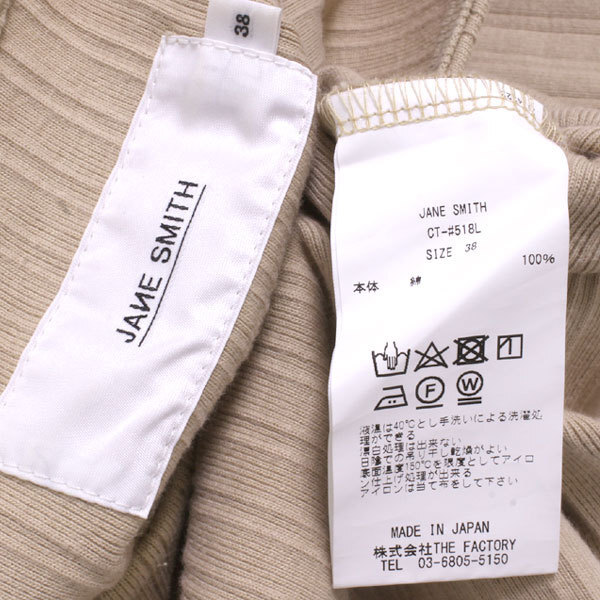 38
JANE SMITH
JANE SMITH
CT-#518L
SIZE 38
100%
本体 綿
F W
液温は40℃とし手洗いによる洗濯処
理ができる
漂白処理は出来ない
日陰での吊り干し乾燥がよい
表面温度150℃を限度としてアイロ
ン仕上げ処理が出来る
アイロンは当て布をして下さい
MADE IN JAPAN
株式会社THE FACTORY
TEL 03-6805-5150